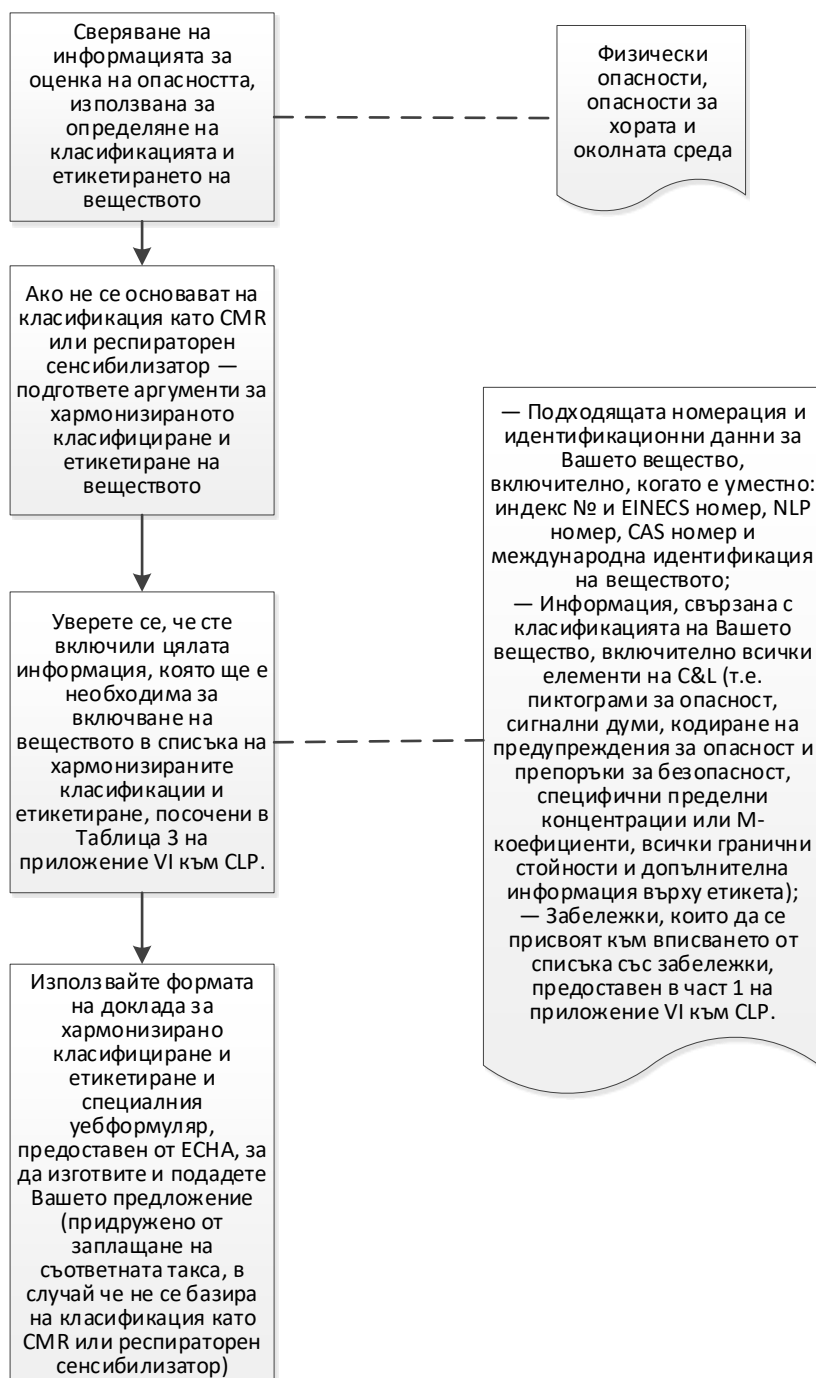 Сверяване на
информацията за
оценка на опасността,
използвана за
определяне на
класификацията и
етикетирането на
веществото
Физически
опасности,
опасности за
хората и
околната среда
Ако не се основават на
класификация като CMR
или респираторен
сенсибилизатор —
подгответе аргументи за
хармонизираното
класифициране и
етикетиране на
веществото
Уверете се, че сте
включили цялата
информация, която ще е
необходима за
включване на
веществото в списъка на
хармонизираните
класификации и
етикетиране, посочени в
Таблица 3 на
приложение VI към CLP.
— Подходящата номерация и
идентификационни данни за
Вашето вещество,
включително, когато е уместно:
индекс № и EINECS номер, NLP
номер, CAS номер и
международна идентификация
на веществото;
— Информация, свързана с
класификацията на Вашето
вещество, включително всички
елементи на C&L (т.е.
пиктограми за опасност,
сигнални думи, кодиране на
предупреждения за опасност и
препоръки за безопасност,
специфични пределни
концентрации или М-
коефициенти, всички гранични
стойности и допълнителна
информация върху етикета);
— Забележки, които да се
присвоят към вписването от
списъка със забележки,
предоставен в част 1 на
приложение VI към CLP.
Използвайте формата
на доклада за
хармонизирано
класифициране и
етикетиране и
специалния
уебформуляр,
предоставен от ECHA, за
да изготвите и подадете
Вашето предложение
(придружено от
заплащане на
съответната такса, в
случай че не се базира
на класификация като
CMR или респираторен
сенсибилизатор)